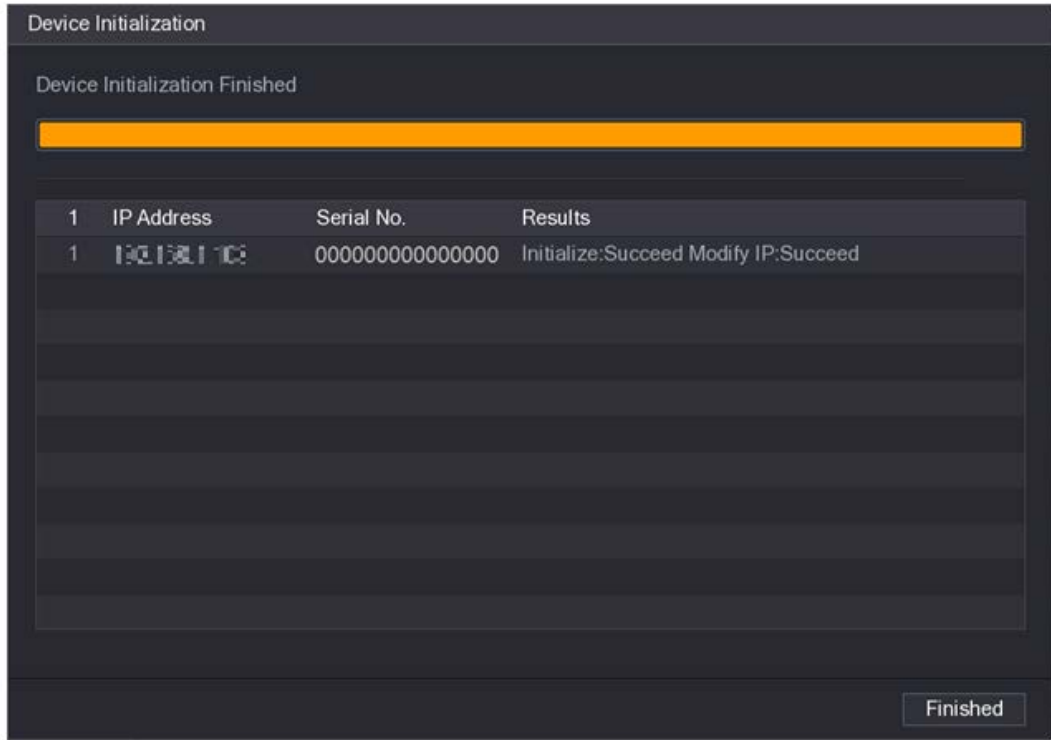 Device Initialization
Device Initialization Finished
1 IP Address Serial No. Results
1 000000000000000 Initialize:Succeed Modify IP:Succeed
Finished